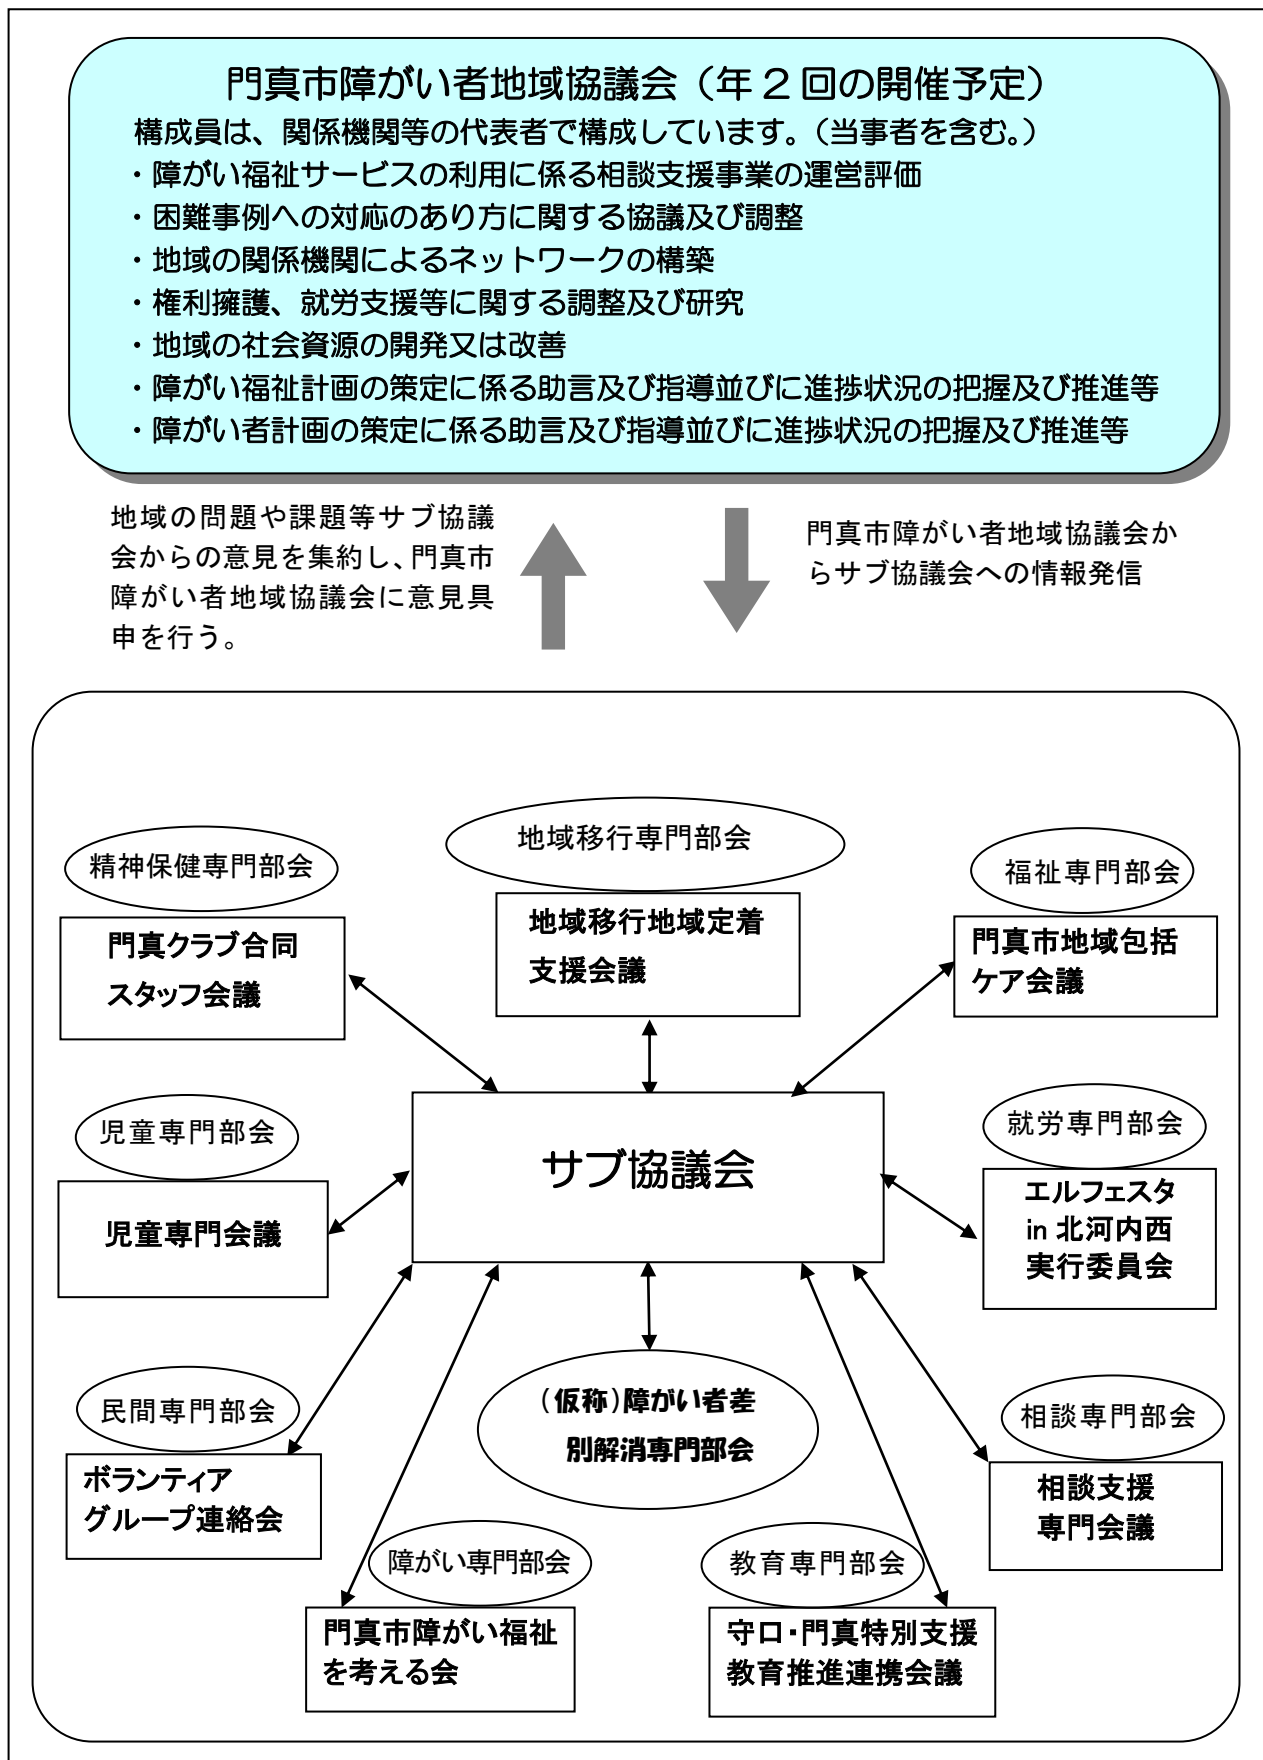 門真市障がい者地域協議会（年２回の開催予定）
構成員は、関係機関等の代表者で構成しています。（当事者を含む。）
・障がい福祉サービスの利用に係る相談支援事業の運営評価
・困難事例への対応のあり方に関する協議及び調整
・地域の関係機関によるネットワークの構築
・権利擁護、就労支援等に関する調整及び研究
・地域の社会資源の開発又は改善
・障がい福祉計画の策定に係る助言及び指導並びに進捗状況の把握及び推進等
・障がい者計画の策定に係る助言及び指導並びに進捗状況の把握及び推進等
地域の問題や課題等サブ協議
会からの意見を集約し、門真市
障がい者地域協議会に意見具
申を行う。
門真市障がい者地域協議会か
らサブ協議会への情報発信
精神保健専門部会
門真クラブ合同
スタッフ会議
地域移行専門部会
地域移行地域定着
支援会議
福祉専門部会
門真市地域包括
ケア会議
児童専門部会
児童専門会議
サブ協議会
就労専門部会
エルフェスタ
in 北河内西
実行委員会
民間専門部会
ボランティア
グループ連絡会
（仮称）障がい者差
別解消専門部会
相談専門部会
相談支援
専門会議
障がい専門部会
門真市障がい福祉
を考える会
教育専門部会
守口・門真特別支援
教育推進連携会議